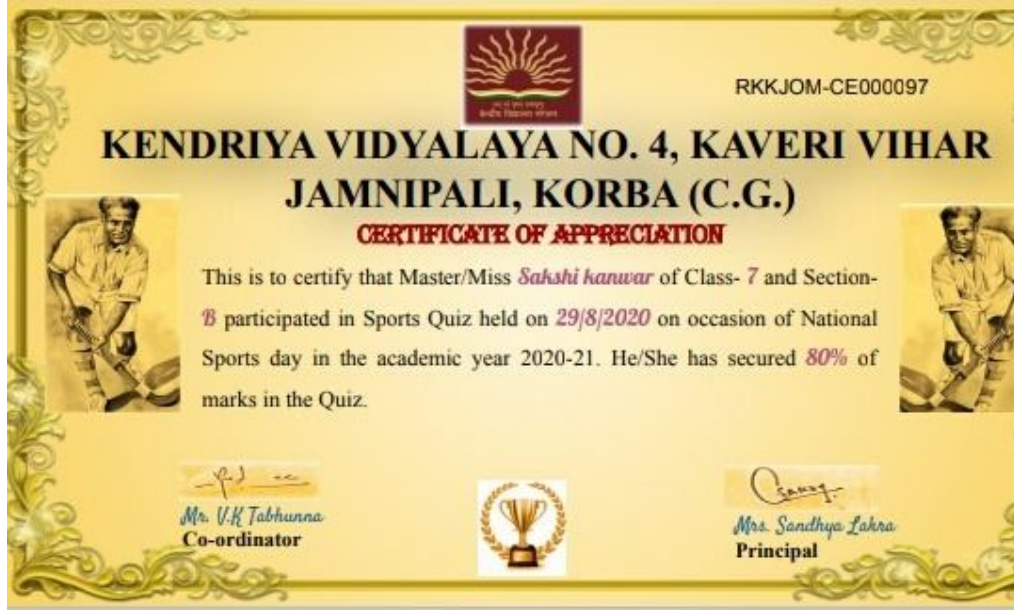 RKKJOM-CE000097
KENDRIYA VIDYALAYA NO. 4, KAVERI VIHAR
JAMNIPALI, KORBA (C.G.)
CERTIFICATE OF APPRECIATION
This is to certify that Master/Miss Sakshi kanwar of Class- 7 and Section-
B participated in Sports Quiz held on 29/8/2020 on occasion of National
Sports day in the academic year 2020-21. He/She has secured 80% of
marks in the Quiz.
Mr. V.K Tabhunna
Co-ordinator
Mrs. Sandhya Lakra
Principal